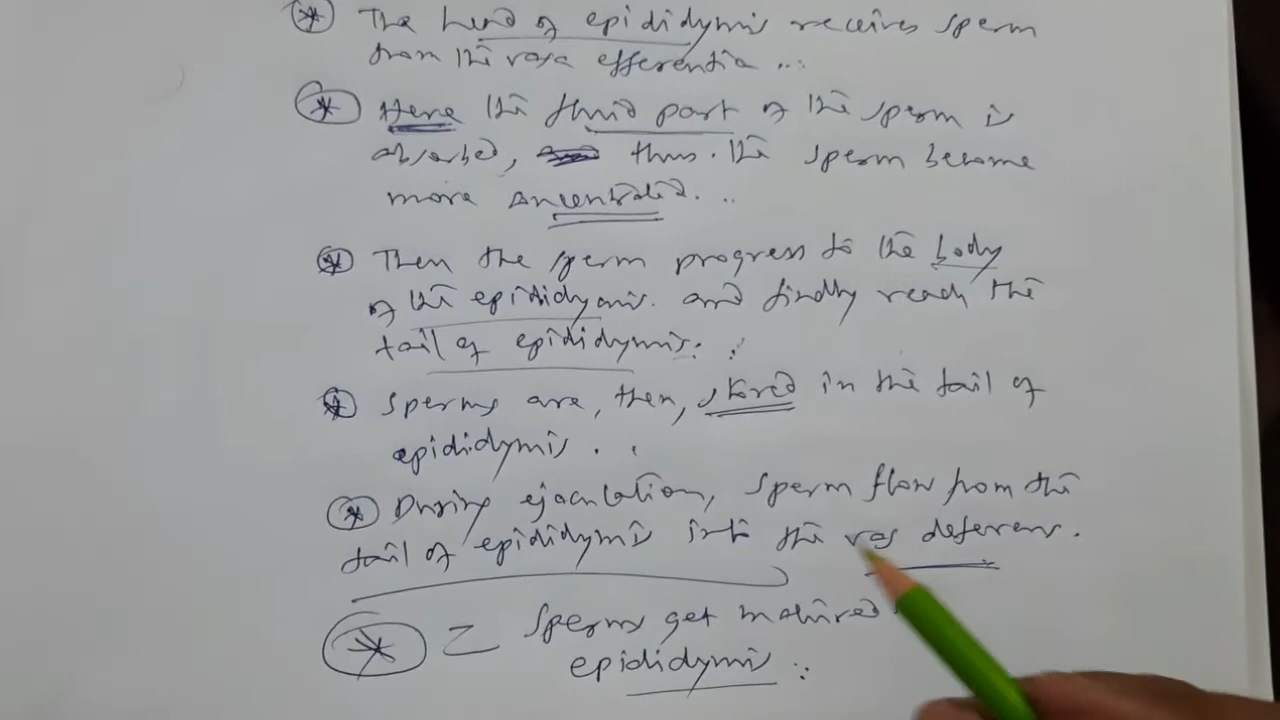 The head of epididymis receives sperm
from the vasa efferentia ...
Here the fluid part of the sperm is
absorbed, thus. the sperm become
more concentrated. ..
Then the sperm progress to the body
of the epididymis. and finally reach the
tail of epididymis. :
Sperms are, then, stored in the tail of
epididymis. .
During ejaculation, sperm flow from the
tail of epididymis into the vas deferens.
Sperms get matured
epididymis :.